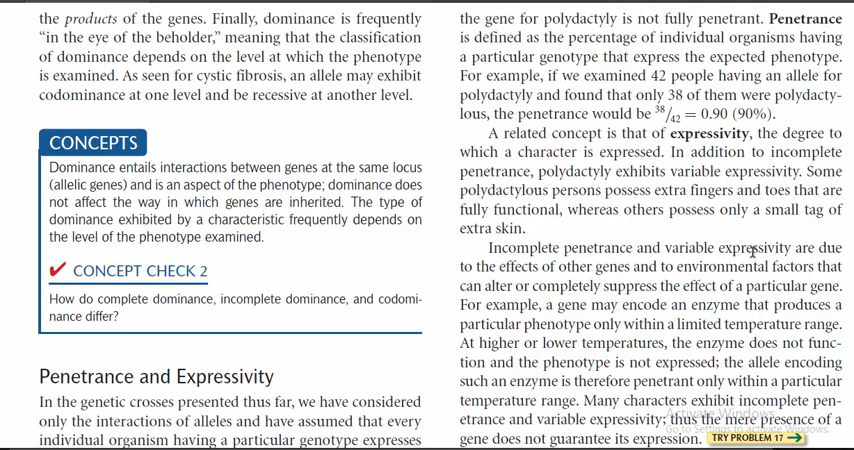 the products of the genes. Finally, dominance is frequently
“in the eye of the beholder,” meaning that the classification
of dominance depends on the level at which the phenotype
is examined. As seen for cystic fibrosis, an allele may exhibit
codominance at one level and be recessive at another level.
CONCEPTS
Dominance entails interactions between genes at the same locus
(allelic genes) and is an aspect of the phenotype; dominance does
not affect the way in which genes are inherited. The type of
dominance exhibited by a characteristic frequently depends on
the level of the phenotype examined.
✔ CONCEPT CHECK 2
How do complete dominance, incomplete dominance, and codomi-
nance differ?
Penetrance and Expressivity
In the genetic crosses presented thus far, we have considered
only the interactions of alleles and have assumed that every
individual organism having a particular genotype expresses
the gene for polydactyly is not fully penetrant. Penetrance
is defined as the percentage of individual organisms having
a particular genotype that express the expected phenotype.
For example, if we examined 42 people having an allele for
polydactyly and found that only 38 of them were polydacty-
lous, the penetrance would be 38/42 = 0.90 (90%).
A related concept is that of expressivity, the degree to
which a character is expressed. In addition to incomplete
penetrance, polydactyly exhibits variable expressivity. Some
polydactylous persons possess extra fingers and toes that are
fully functional, whereas others possess only a small tag of
extra skin.
Incomplete penetrance and variable expressivity are due
to the effects of other genes and to environmental factors that
can alter or completely suppress the effect of a particular gene.
For example, a gene may encode an enzyme that produces a
particular phenotype only within a limited temperature range.
At higher or lower temperatures, the enzyme does not func-
tion and the phenotype is not expressed; the allele encoding
such an enzyme is therefore penetrant only within a particular
temperature range. Many characters exhibit incomplete pen-
etrance and variable expressivity; thus the mere presence of a
gene does not guarantee its expression. TRY PROBLEM 17 →
Activate Windows
Go to Settings to activate Windows.